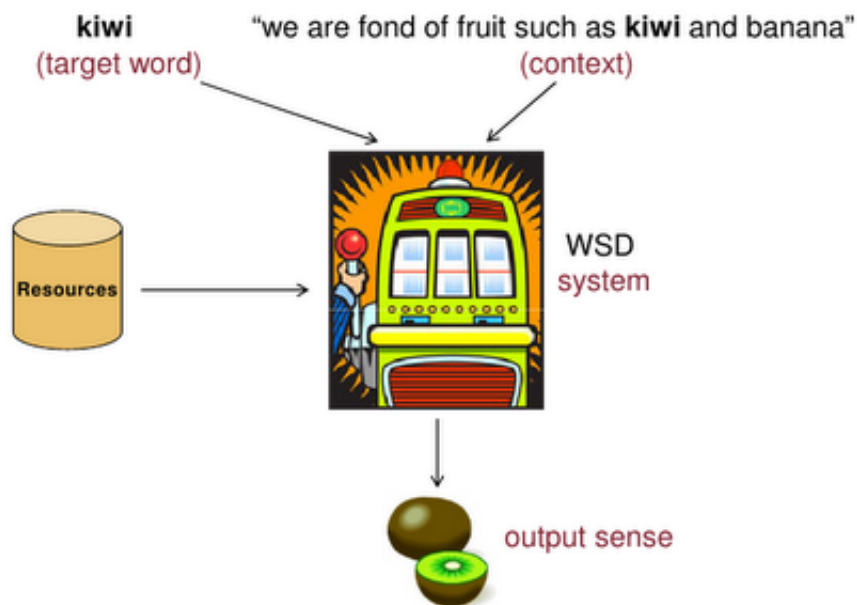 kiwi
(target word)
“we are fond of fruit such as kiwi and banana”
(context)
Resources
WSD
system
output sense